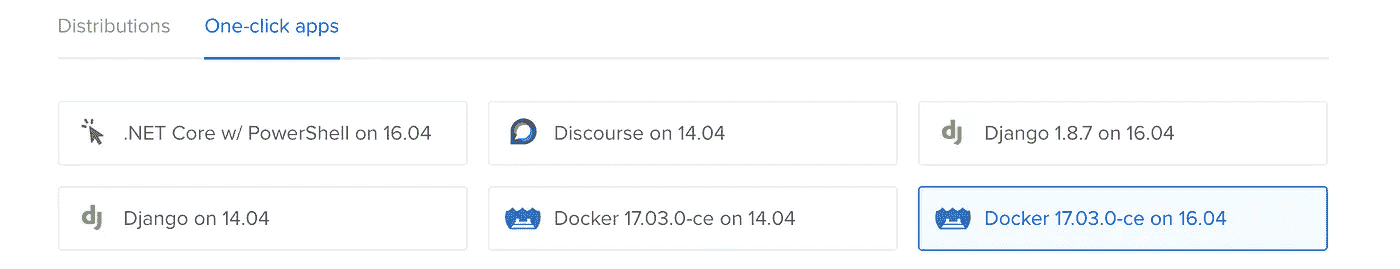 Distributions One-click apps
.NET Core w/ PowerShell on 16.04 Discourse on 14.04 Django 1.8.7 on 16.04
Django on 14.04 Docker 17.03.0-ce on 14.04 Docker 17.03.0-ce on 16.04